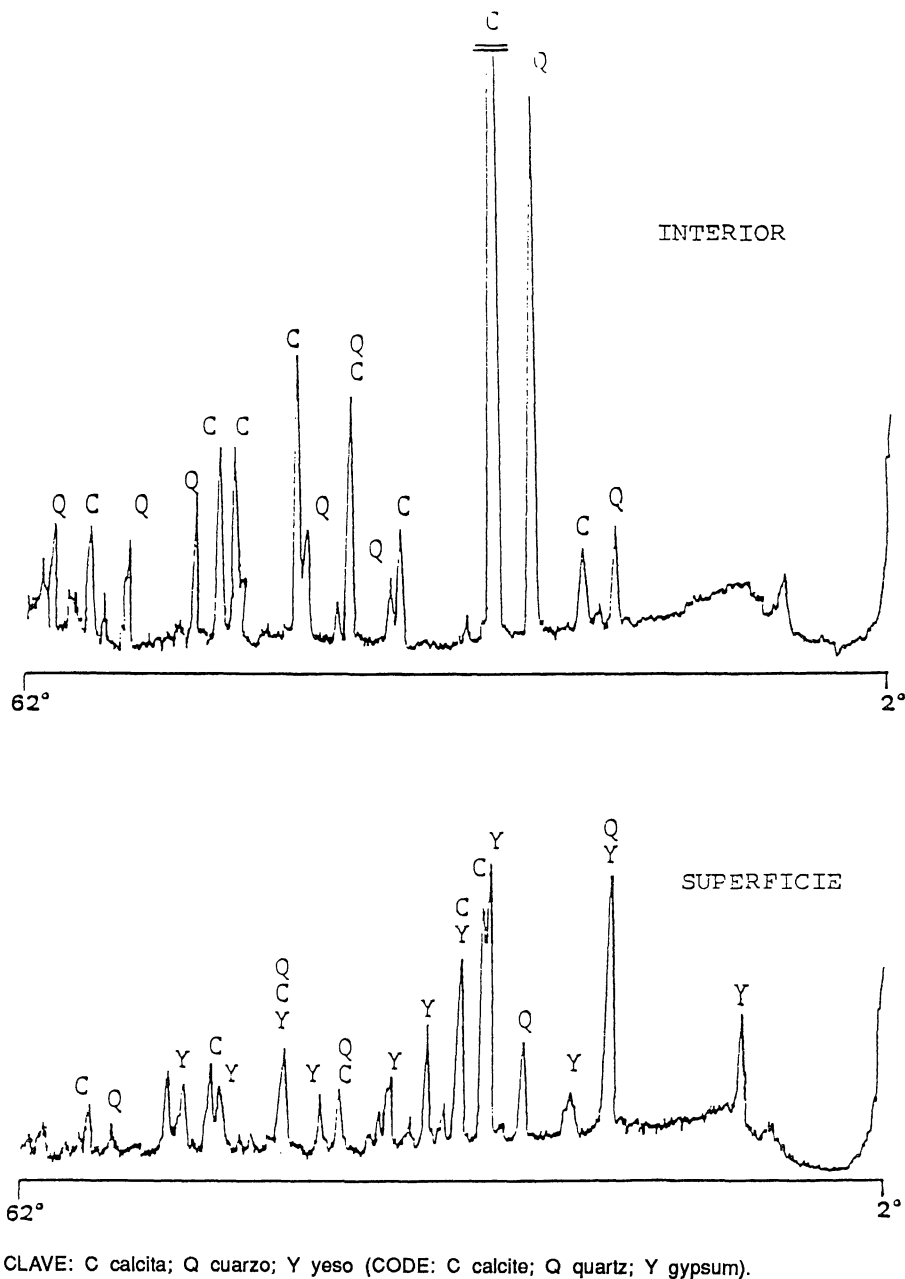 C
Q
INTERIOR
C
Q
C
C C
Q
Q C Q
Q
Q
C
C
Q
62° 2°
Y
Q
Y
C
SUPERFICIE
C
Y
Q
C
Y
Y
Y
Q
Y
C
Y
Y
Q
C
Y
Y
C
Q
62° 2°
CLAVE: C calcita; Q cuarzo; Y yeso (CODE: C calcite; Q quartz; Y gypsum).